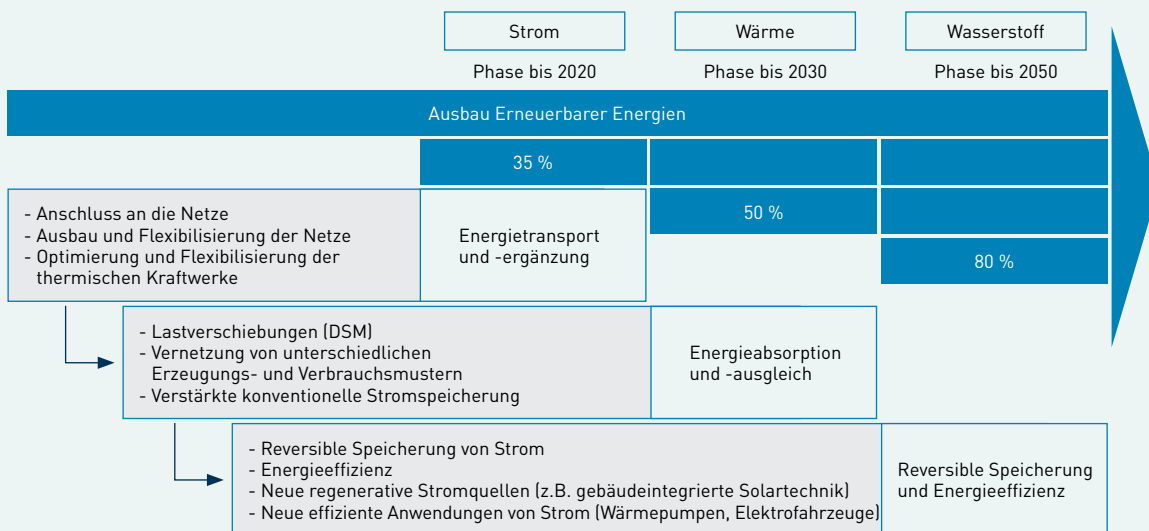 Strom
Wärme
Wasserstoff
Phase bis 2020
Phase bis 2030
Phase bis 2050
Ausbau Erneuerbarer Energien
35 %
50 %
80 %
- Anschluss an die Netze
- Ausbau und Flexibilisierung der Netze
- Optimierung und Flexibilisierung der
thermischen Kraftwerke
Energietransport
und -ergänzung
- Lastverschiebungen (DSM)
- Vernetzung von unterschiedlichen
Erzeugungs- und Verbrauchsmustern
- Verstärkte konventionelle Stromspeicherung
Energieabsorption
und -ausgleich
- Reversible Speicherung von Strom
- Energieeffizienz
- Neue regenerative Stromquellen (z.B. gebäudeintegrierte Solartechnik)
- Neue effiziente Anwendungen von Strom (Wärmepumpen, Elektrofahrzeuge)
Reversible Speicherung
und Energieeffizienz